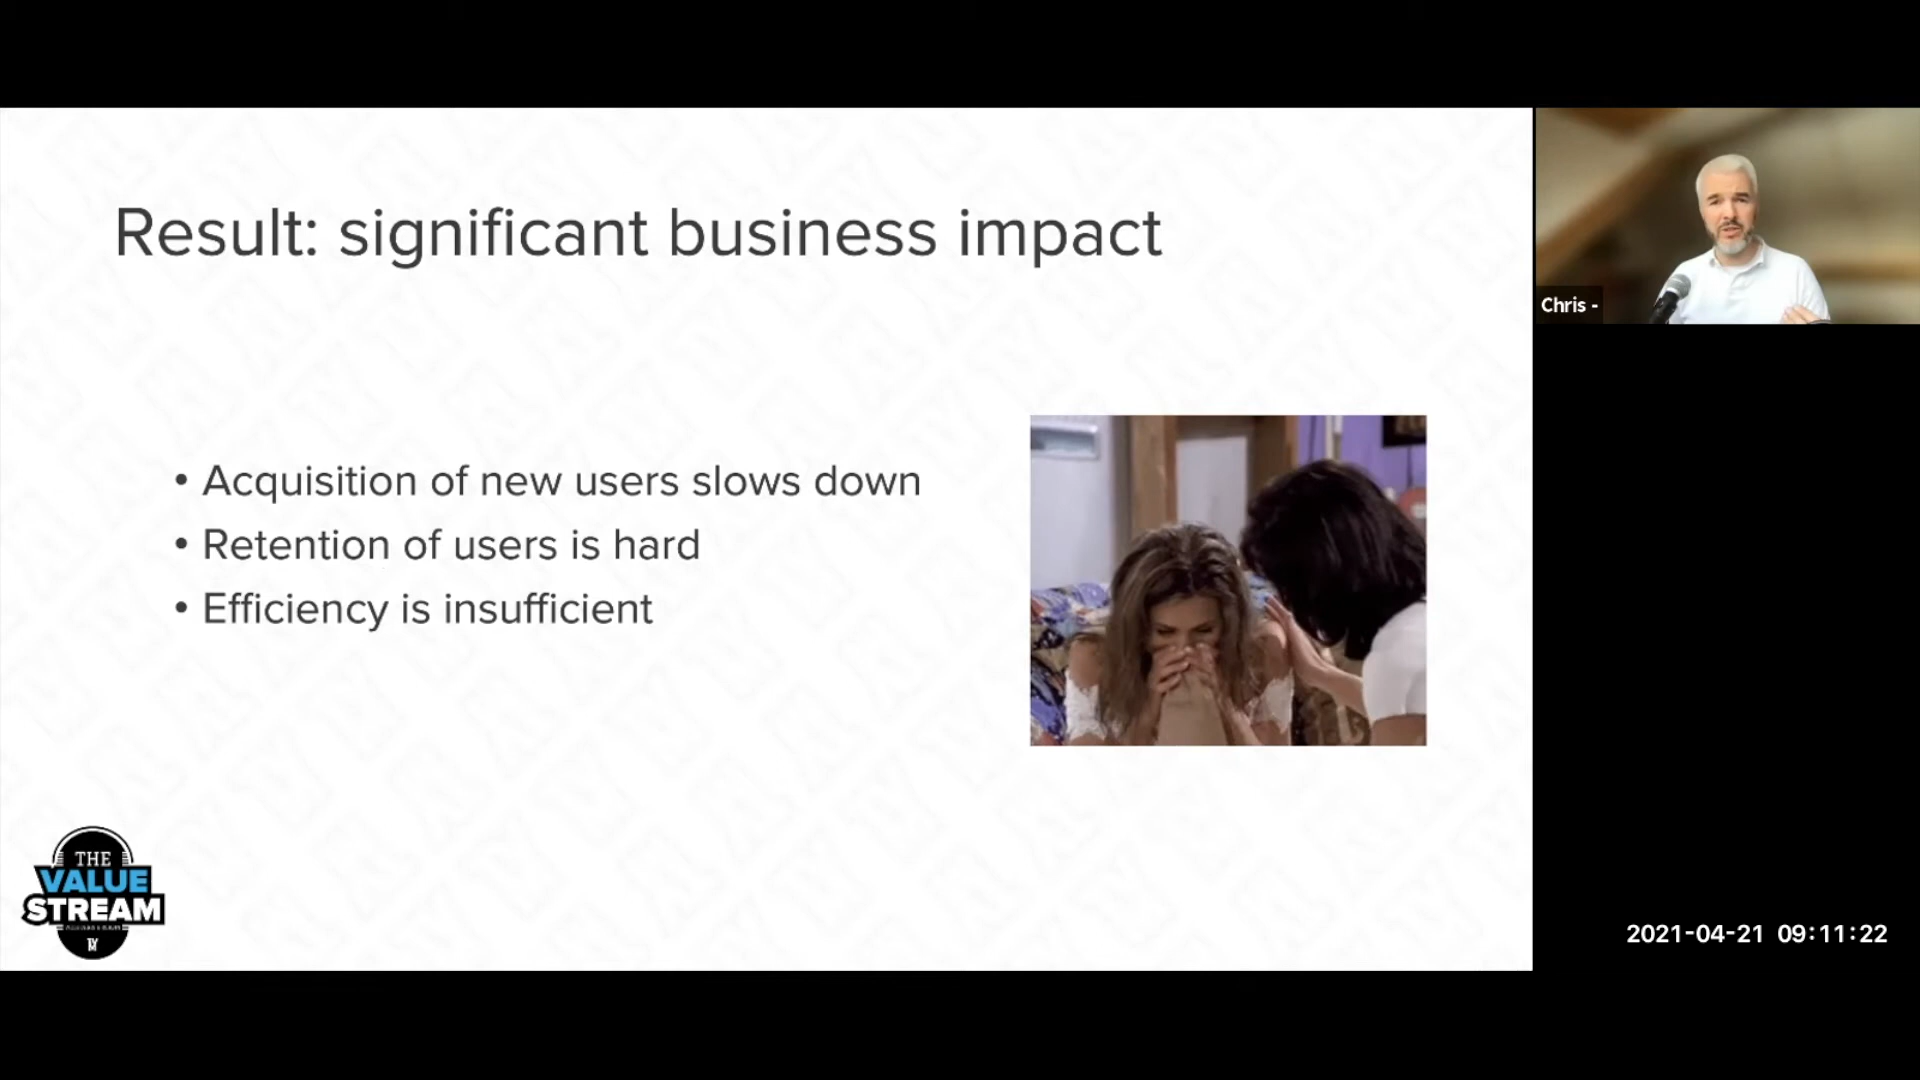 Result: significant business impact
• Acquisition of new users slows down
• Retention of users is hard
• Efficiency is insufficient
Chris -
THE
VALUE
STREAM
2021-04-21 09:11:22